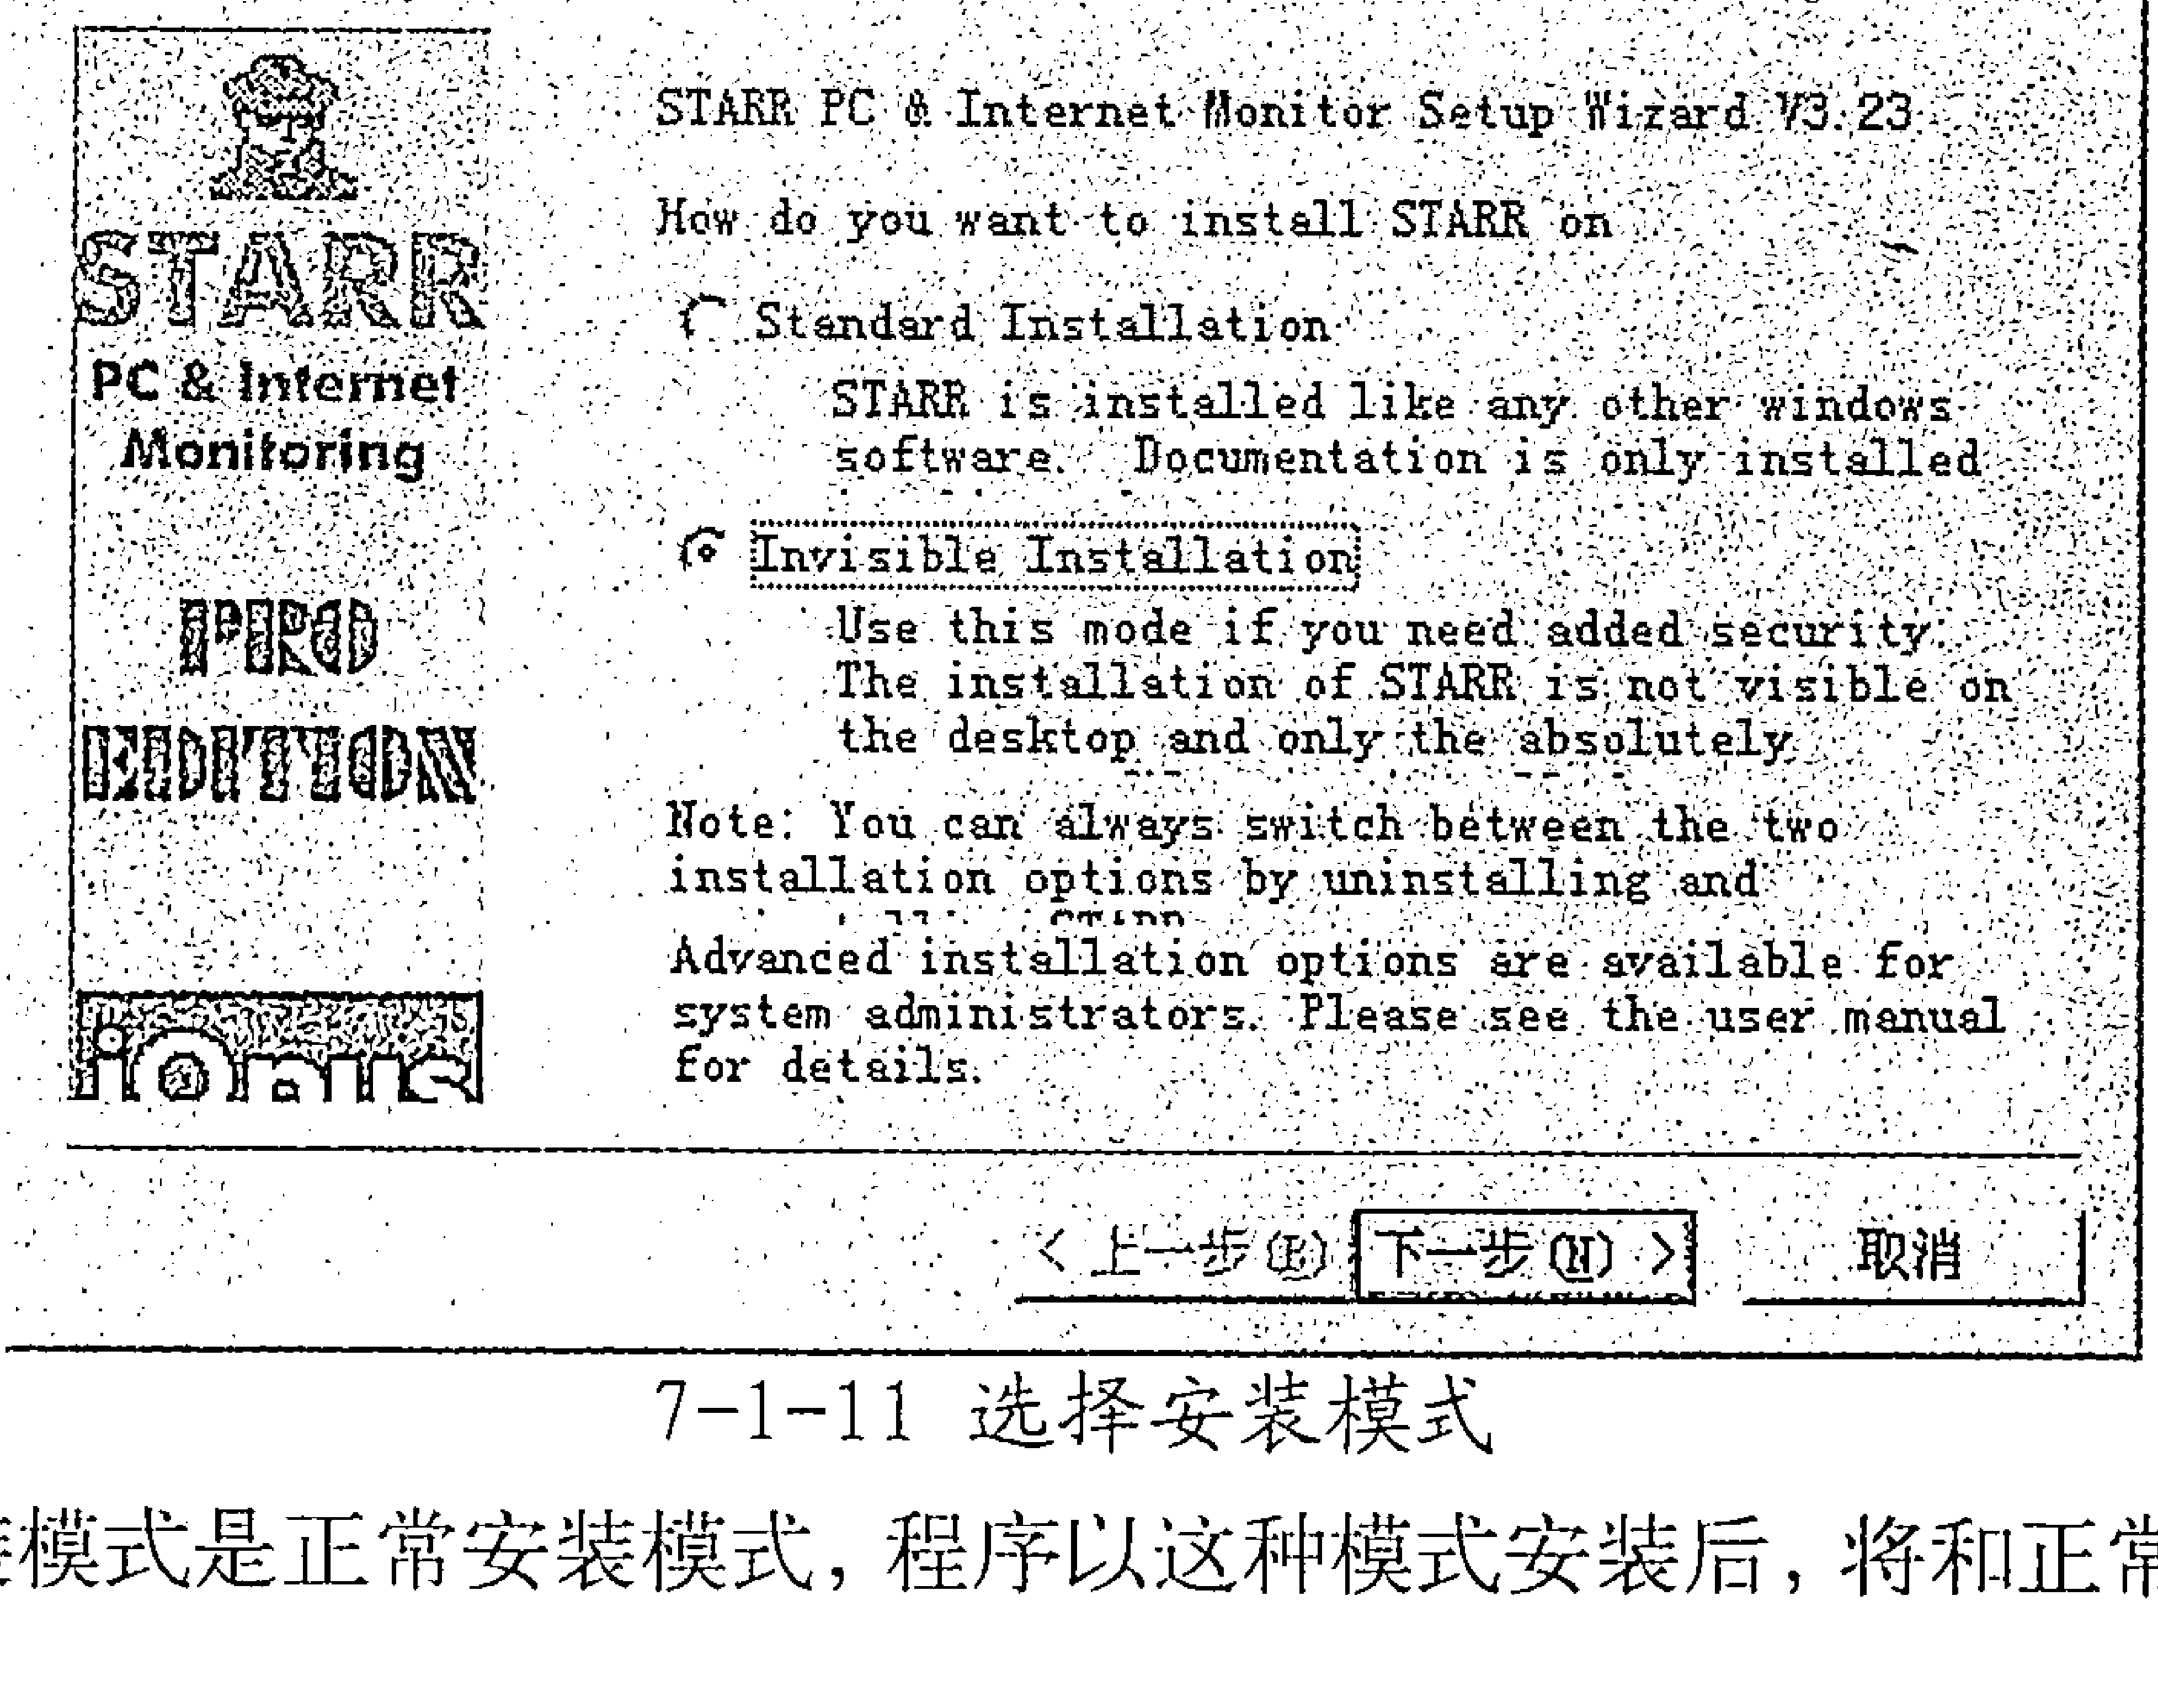 STARR
PC & Internet
Monitoring
PRO
EDITION
STARR PC & Internet Monitor Setup Wizard V3.23
How do you want to install STARR on
Standard Installation
STARR is installed like any other windows
software. Documentation is only installed
Invisible Installation
Use this mode if you need added security.
The installation of STARR is not visible on
the desktop and only the absolutely
Note: You can always switch between the two
installation options by uninstalling and
Advanced installation options are available for
system administrators. Please see the user manual
for details.
< 上一步(B) 下一步(N) > 取消
7-1-11 选择安装模式
模式是正常安装模式，程序以这种模式安装后，将和正常